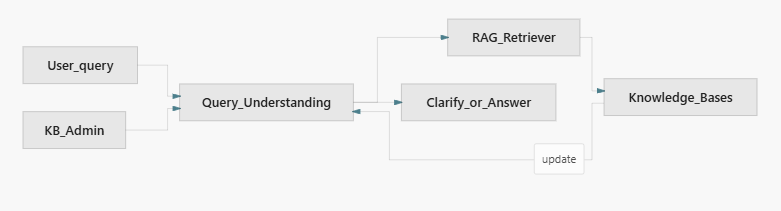 RAG_Retriever
User_query
Query_Understanding
Clarify_or_Answer
Knowledge_Bases
KB_Admin
update